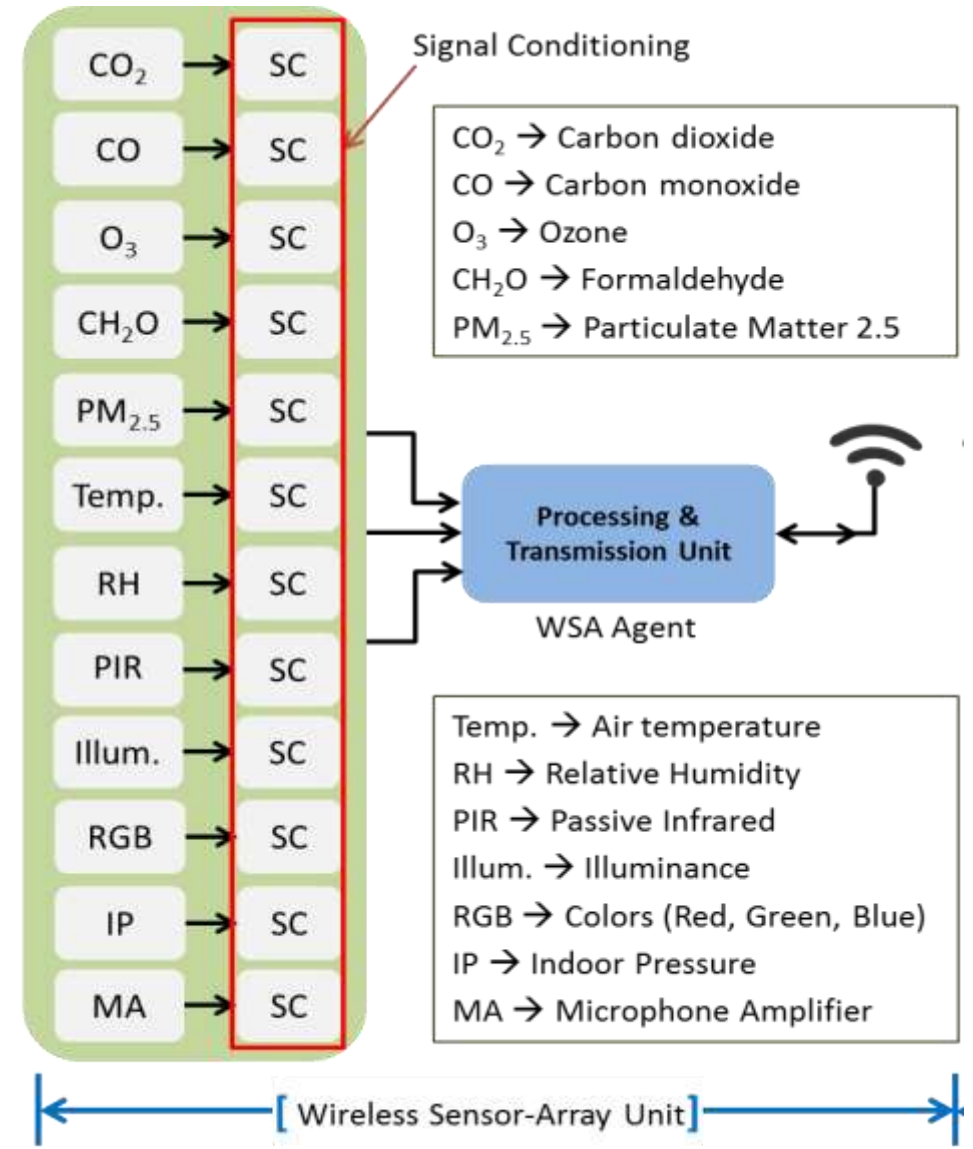 CO₂ SC
CO SC
O₃ SC
CH₂O SC
PM₂.₅ SC
Temp. SC
RH SC
PIR SC
Illum. SC
RGB SC
IP SC
MA SC
Signal Conditioning
CO₂ → Carbon dioxide
CO → Carbon monoxide
O₃ → Ozone
CH₂O → Formaldehyde
PM₂.₅ → Particulate Matter 2.5
Processing &
Transmission Unit
WSA Agent
Temp. → Air temperature
RH → Relative Humidity
PIR → Passive Infrared
Illum. → Illuminance
RGB → Colors (Red, Green, Blue)
IP → Indoor Pressure
MA → Microphone Amplifier
[ Wireless Sensor-Array Unit]